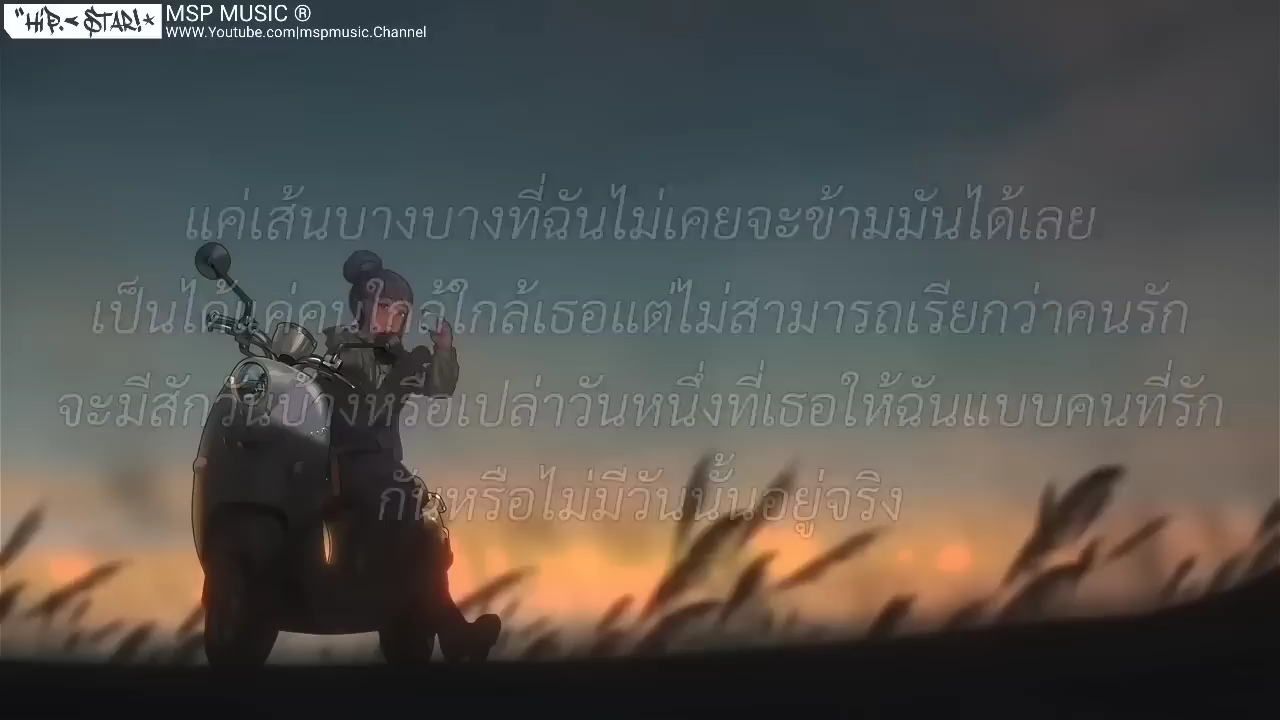 "HiP.< STAR!*
MSP MUSIC ®
www.Youtube.com|mspmusic.Channel
แค่เส้นบางบางที่ฉันไม่เคยจะข้ามมันได้เลย
เป็นได้แค่คนใกล้ใกล้เธอแต่ไม่สามารถเรียกว่าคนรัก
จะมีสักวันบ้างหรือเปล่าวันหนึ่งที่เธอให้ฉันแบบคนที่รัก
กันหรือไม่มีวันนั้นอยู่จริง